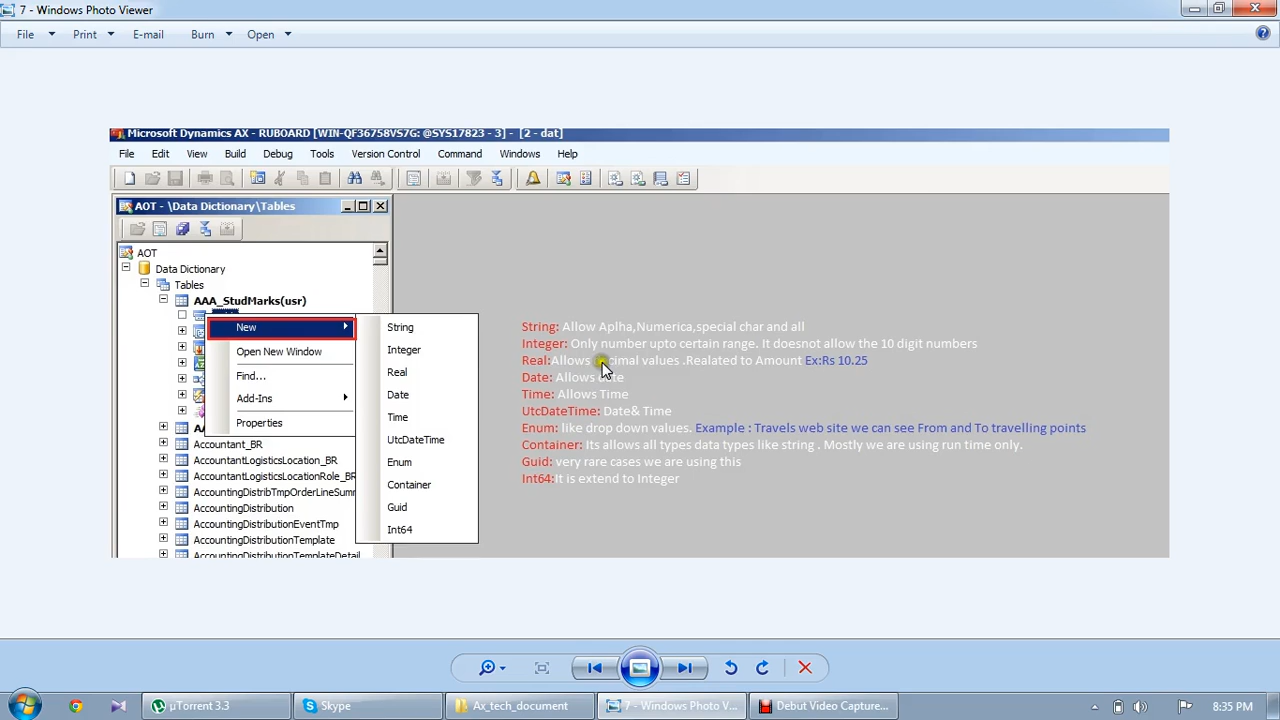 7 - Windows Photo Viewer
File Print E-mail Burn Open
Microsoft Dynamics AX - RUBOARD [WIN-QF36758VS7G: @SYS17823 - 3] - [2 - dat]
File Edit View Build Debug Tools Version Control Command Windows Help
AOT - \Data Dictionary\Tables
AOT
Data Dictionary
Tables
AAA_StudMarks(usr)
New
Open New Window
Find...
Add-Ins
Properties
String
Integer
Real
Date
Time
UtcDateTime
Enum
Container
Guid
Int64
Accountant_BR
AccountantLogisticsLocation_BR
AccountantLogisticsLocationRole_BR
AccountingDistribTmpOrderLineSumm
AccountingDistribution
AccountingDistributionEventTmp
AccountingDistributionTemplate
AccountingDistributionTemplateDetail
String: Allow Aplha,Numerica,special char and all
Integer: Only number upto certain range. It doesnot allow the 10 digit numbers
Real:Allows cimal values .Realated to Amount Ex:Rs 10.25
Date: Allows date
Time: Allows Time
UtcDateTime: Date& Time
Enum: like drop down values. Example : Travels web site we can see From and To travelling points
Container: Its allows all types data types like string . Mostly we are using run time only.
Guid: very rare cases we are using this
Int64:It is extend to Integer
µTorrent 3.3
Skype
Ax_tech_document
7 - Windows Photo V...
Debut Video Capture...
8:35 PM